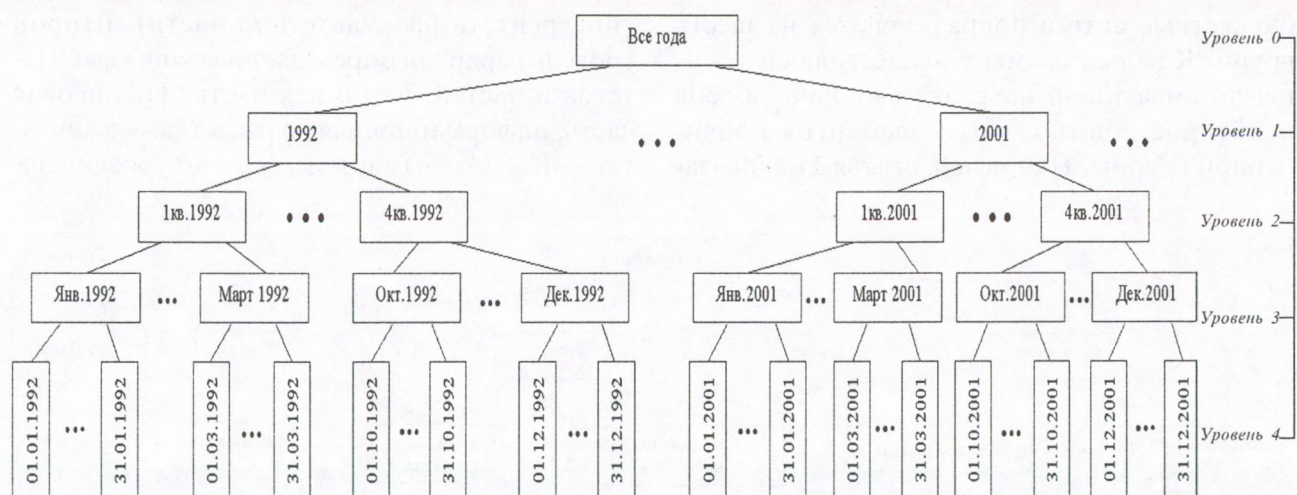 Все года Уровень 0
1992 ... 2001 ... Уровень 1
1кв.1992 ... 4кв.1992 1кв.2001 ... 4кв.2001 Уровень 2
Янв.1992 ... Март 1992 Окт.1992 ... Дек.1992 Янв.2001 ... Март 2001 Окт.2001 ... Дек.2001 Уровень 3
01.01.1992 ... 31.01.1992 01.03.1992 ... 31.03.1992 01.10.1992 ... 31.10.1992 01.12.1992 ... 31.12.1992 01.01.2001 ... 31.01.2001 01.03.2001 ... 31.03.2001 01.10.2001 ... 31.10.2001 01.12.2001 ... 31.12.2001 Уровень 4